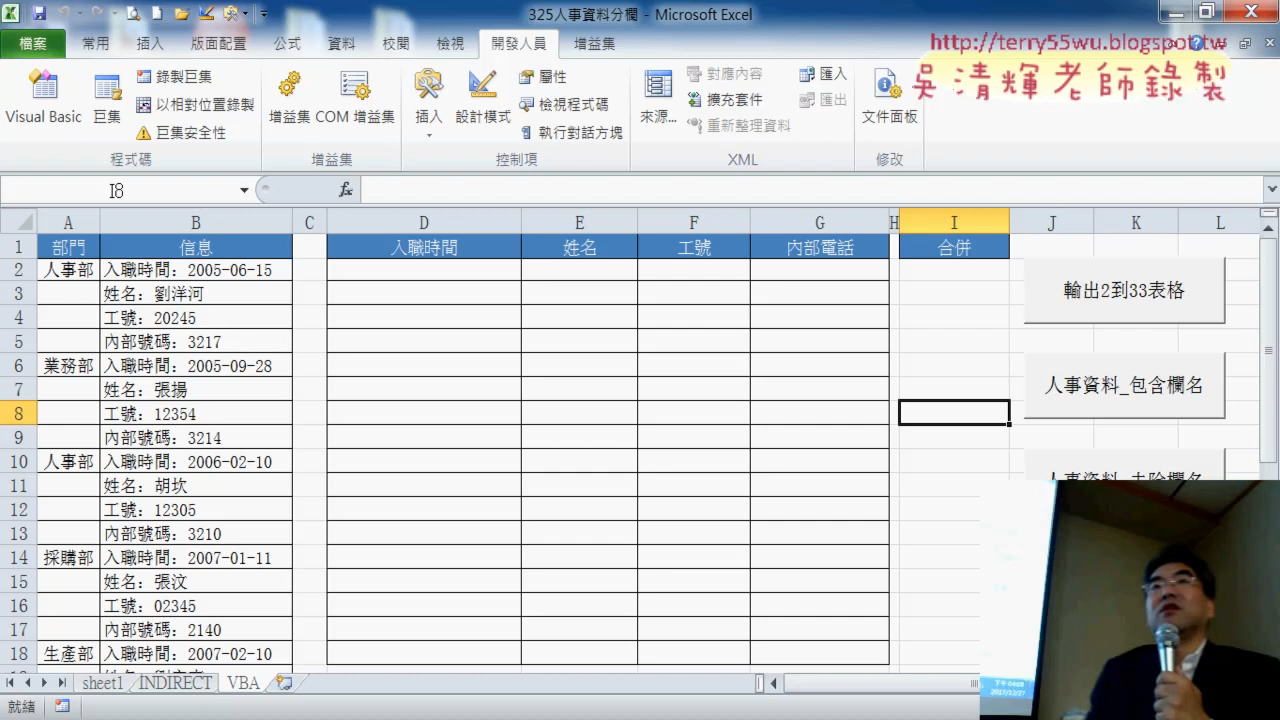 325人事資料分欄 - Microsoft Excel
檔案 常用 插入 版面配置 公式 資料 校閱 檢視 開發人員 增益集
http://terry55wu.blogspot.tw
吳清輝老師錄製
Visual Basic 巨集 錄製巨集 以相對位置錄製 巨集安全性
增益集 COM 增益集
插入 設計模式 屬性 檢視程式碼 執行對話方塊
來源... 對應內容 擴充套件 重新整理資料 匯入 匯出
文件面板
程式碼 增益集 控制項 XML 修改
I8 fx
A B C D E F G H I J K L
1 部門 信息 入職時間 姓名 工號 內部電話 合併
2 人事部 入職時間: 2005-06-15
輸出2到33表格
3 姓名: 劉洋河
4 工號: 20245
5 內部號碼: 3217
6 業務部 入職時間: 2005-09-28
人事資料_包含欄名
7 姓名: 張揚
8 工號: 12354
9 內部號碼: 3214
10 人事部 入職時間: 2006-02-10
11 姓名: 胡坎
12 工號: 12305
13 內部號碼: 3210
14 採購部 入職時間: 2007-01-11
15 姓名: 張汶
16 工號: 02345
17 內部號碼: 2140
18 生產部 入職時間: 2007-02-10
sheet1 INDIRECT VBA
就緒
2017/12/27